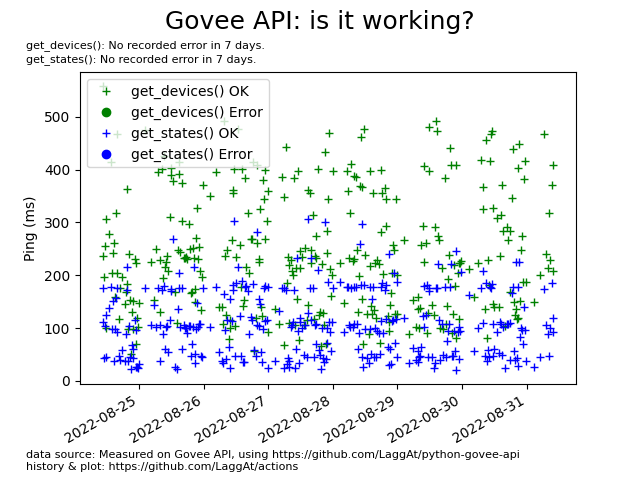 Govee API: is it working?
get_devices(): No recorded error in 7 days.
get_states(): No recorded error in 7 days.
get_devices() OK
get_devices() Error
get_states() OK
get_states() Error
Ping (ms)
500
400
300
200
100
0
2022-08-25
2022-08-26
2022-08-27
2022-08-28
2022-08-29
2022-08-30
2022-08-31
data source: Measured on Govee API, using https://github.com/LaggAt/python-govee-api
history & plot: https://github.com/LaggAt/actions